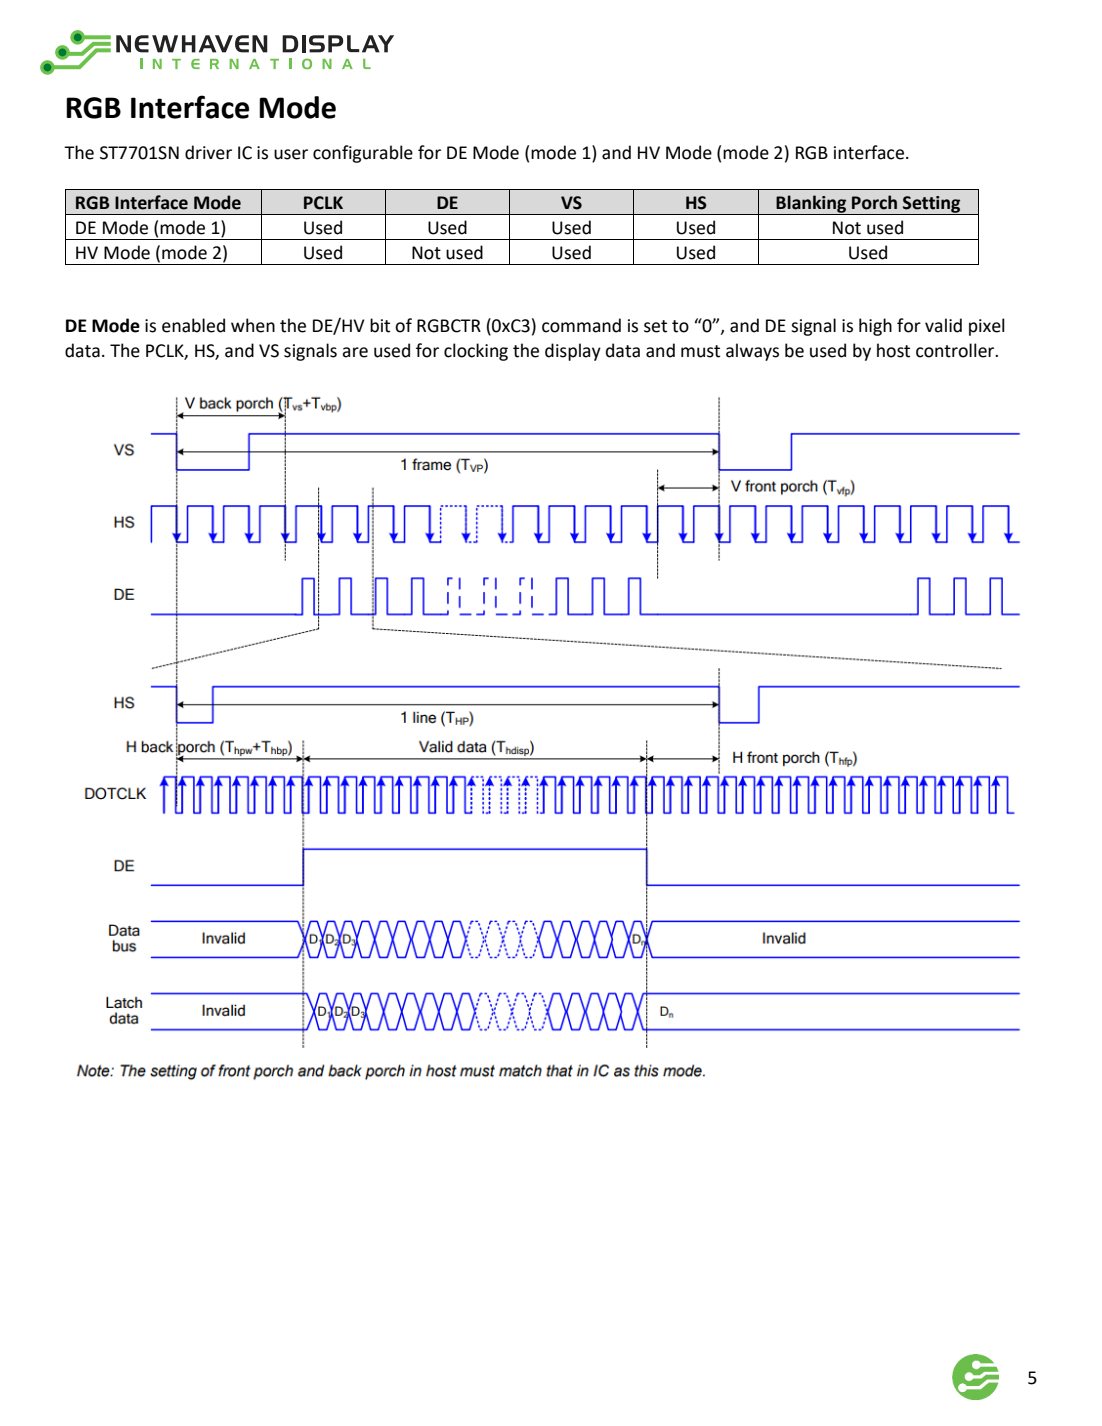 NEWHAVEN DISPLAY
INTERNATIONAL
RGB Interface Mode
The ST7701SN driver IC is user configurable for DE Mode (mode 1) and HV Mode (mode 2) RGB interface.
RGB Interface Mode PCLK DE VS HS Blanking Porch Setting
DE Mode (mode 1) Used Used Used Used Not used
HV Mode (mode 2) Used Not used Used Used Used
DE Mode is enabled when the DE/HV bit of RGBCTR (0xC3) command is set to “0”, and DE signal is high for valid pixel
data. The PCLK, HS, and VS signals are used for clocking the display data and must always be used by host controller.
V back porch (Tvs+Tvbp)
VS
1 frame (TVP)
V front porch (Tvfp)
HS
DE
HS
1 line (THP)
H back porch (Thpw+Thbp) Valid data (Thdisp)
H front porch (Thfp)
DOTCLK
DE
Data
bus
Invalid D1 D2 D3 Dn Invalid
Latch
data
Invalid D1 D2 D3 Dn
Note: The setting of front porch and back porch in host must match that in IC as this mode.
5